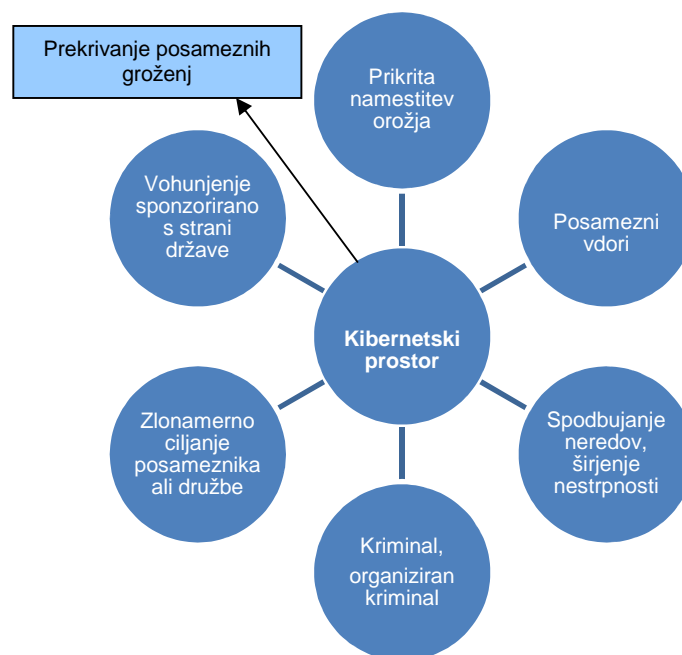 Prekrivanje posameznih
groženj
Prikrita
namestitev
orožja
Vohunjenje
sponzorirano
s strani
države
Posamezni
vdori
Kibernetski
prostor
Zlonamerno
ciljanje
posameznika
ali družbe
Spodbujanje
neredov,
širjenje
nestrpnosti
Kriminal,
organiziran
kriminal